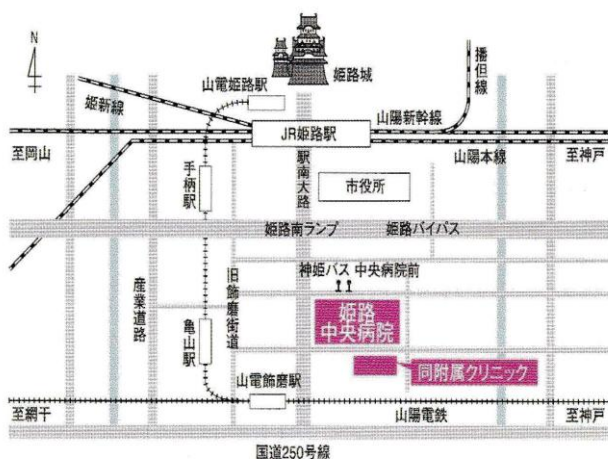 N
姫路城
播但線
山電姫路駅
姫新線
山陽新幹線
JR姫路駅
至岡山
山陽本線
至神戸
手柄駅
駅南大路
市役所
姫路南ランプ
姫路バイパス
神姫バス 中央病院前
旧飾磨街道
産業道路
姫路
中央病院
亀山駅
同附属クリニック
山電飾磨駅
至網干
山陽電鉄
至神戸
国道250号線